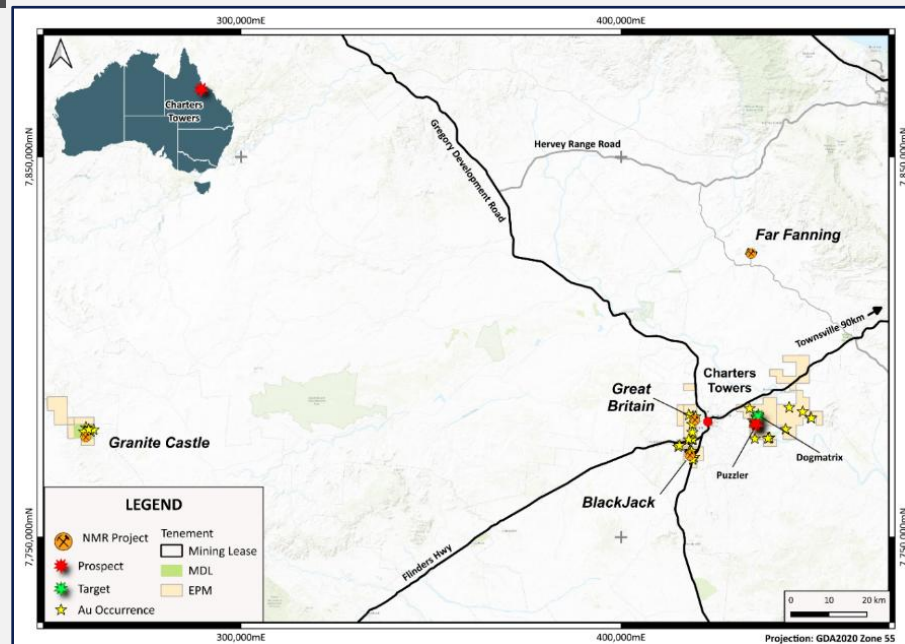 300,000mE
400,000mE
Charters
Towers
7,850,000mN
7,850,000mN
Gregory Development Road
Hervey Range Road
Far Fanning
Townsville 90km
Charters
Towers
Great
Britain
Granite Castle
Dogmatrix
Puzzler
BlackJack
Flinders Hwy
7,750,000mN
7,750,000mN
LEGEND
NMR Project
Prospect
Target
Au Occurrence
Tenement
Mining Lease
MDL
EPM
0 10 20 km
300,000mE
400,000mE
Projection: GDA2020 Zone 55